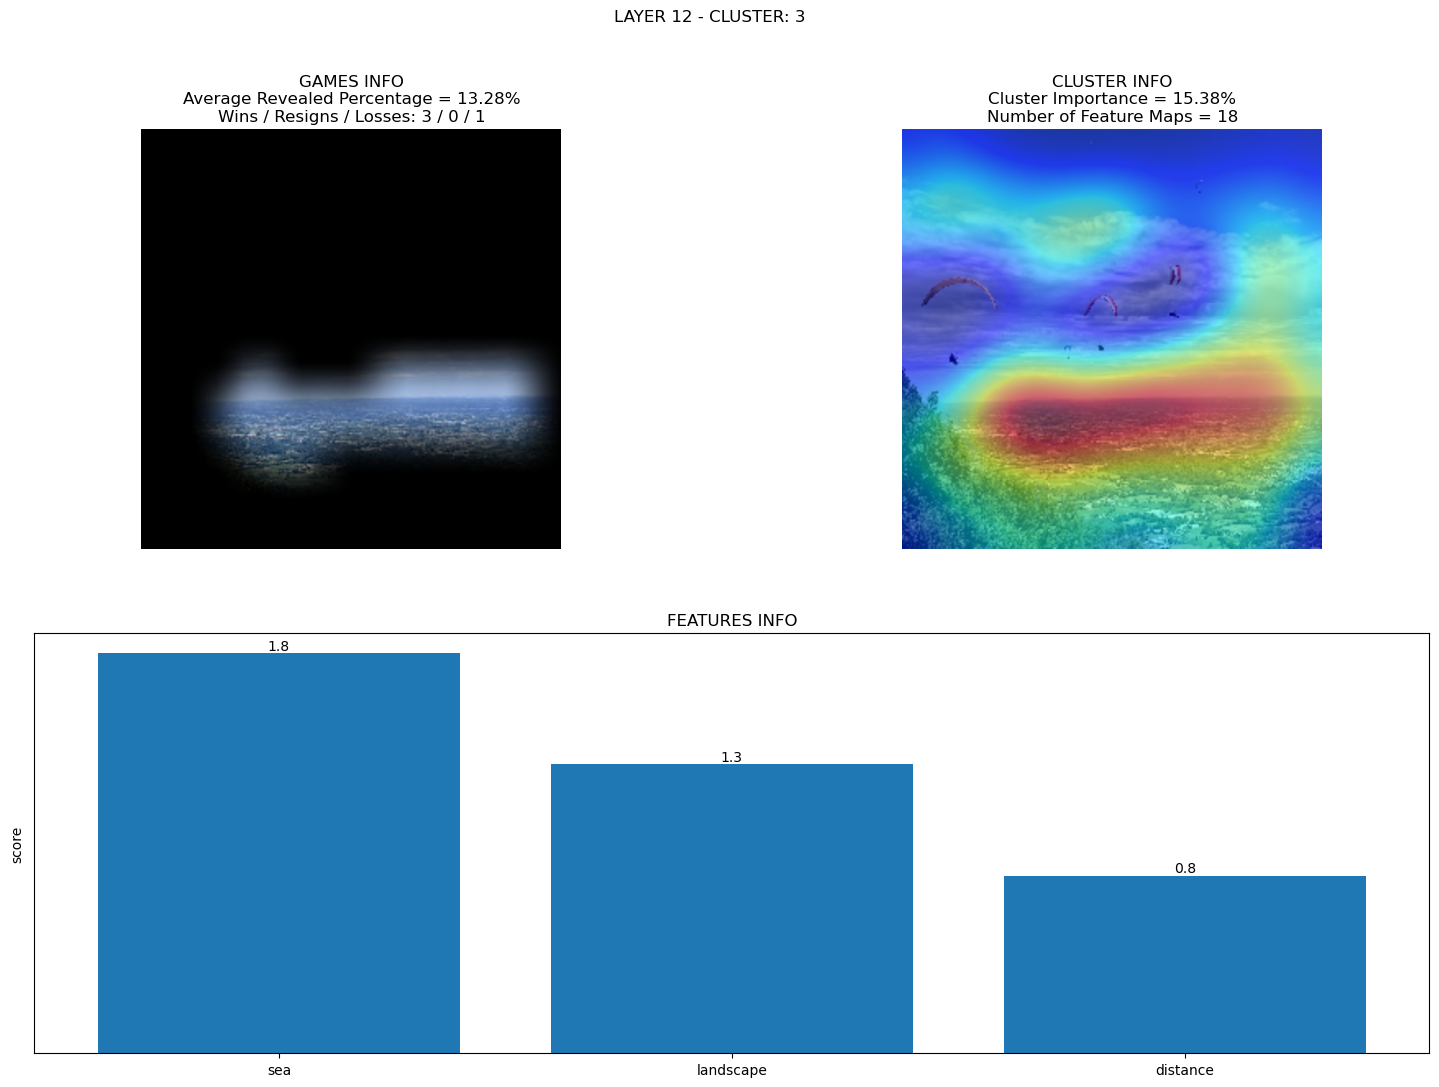 LAYER 12 - CLUSTER: 3
GAMES INFO
Average Revealed Percentage = 13.28%
Wins / Resigns / Losses: 3 / 0 / 1
CLUSTER INFO
Cluster Importance = 15.38%
Number of Feature Maps = 18
FEATURES INFO
score
1.8
1.3
0.8
sea
landscape
distance